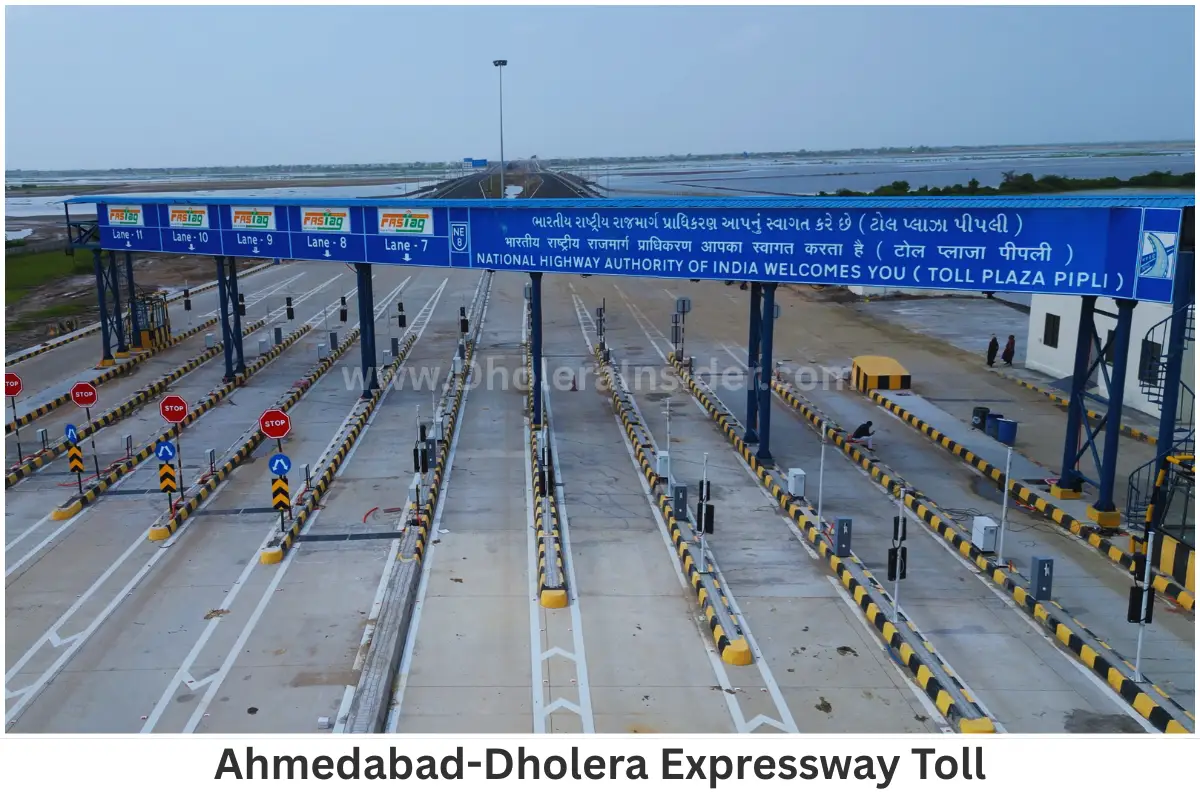 FASTag
FASTag
FASTag
FASTag
FASTag
Lane - 11
Lane - 10
Lane - 9
Lane - 8
Lane - 7
NE
8
ભારતીય રાષ્ટ્રીય રાજમાર્ગ પ્રાધિકરણ આપનું સ્વાગત કરે છે ( ટોલ પ્લાઝા પીપલી )
भारतीय राष्ट्रीय राजमार्ग प्राधिकरण आपका स्वागत करता है ( टोल प्लाजा पीपली )
NATIONAL HIGHWAY AUTHORITY OF INDIA WELCOMES YOU ( TOLL PLAZA PIPLI )
www.DholeraInsider.com
STOP
STOP
STOP
STOP
Ahmedabad-Dholera Expressway Toll